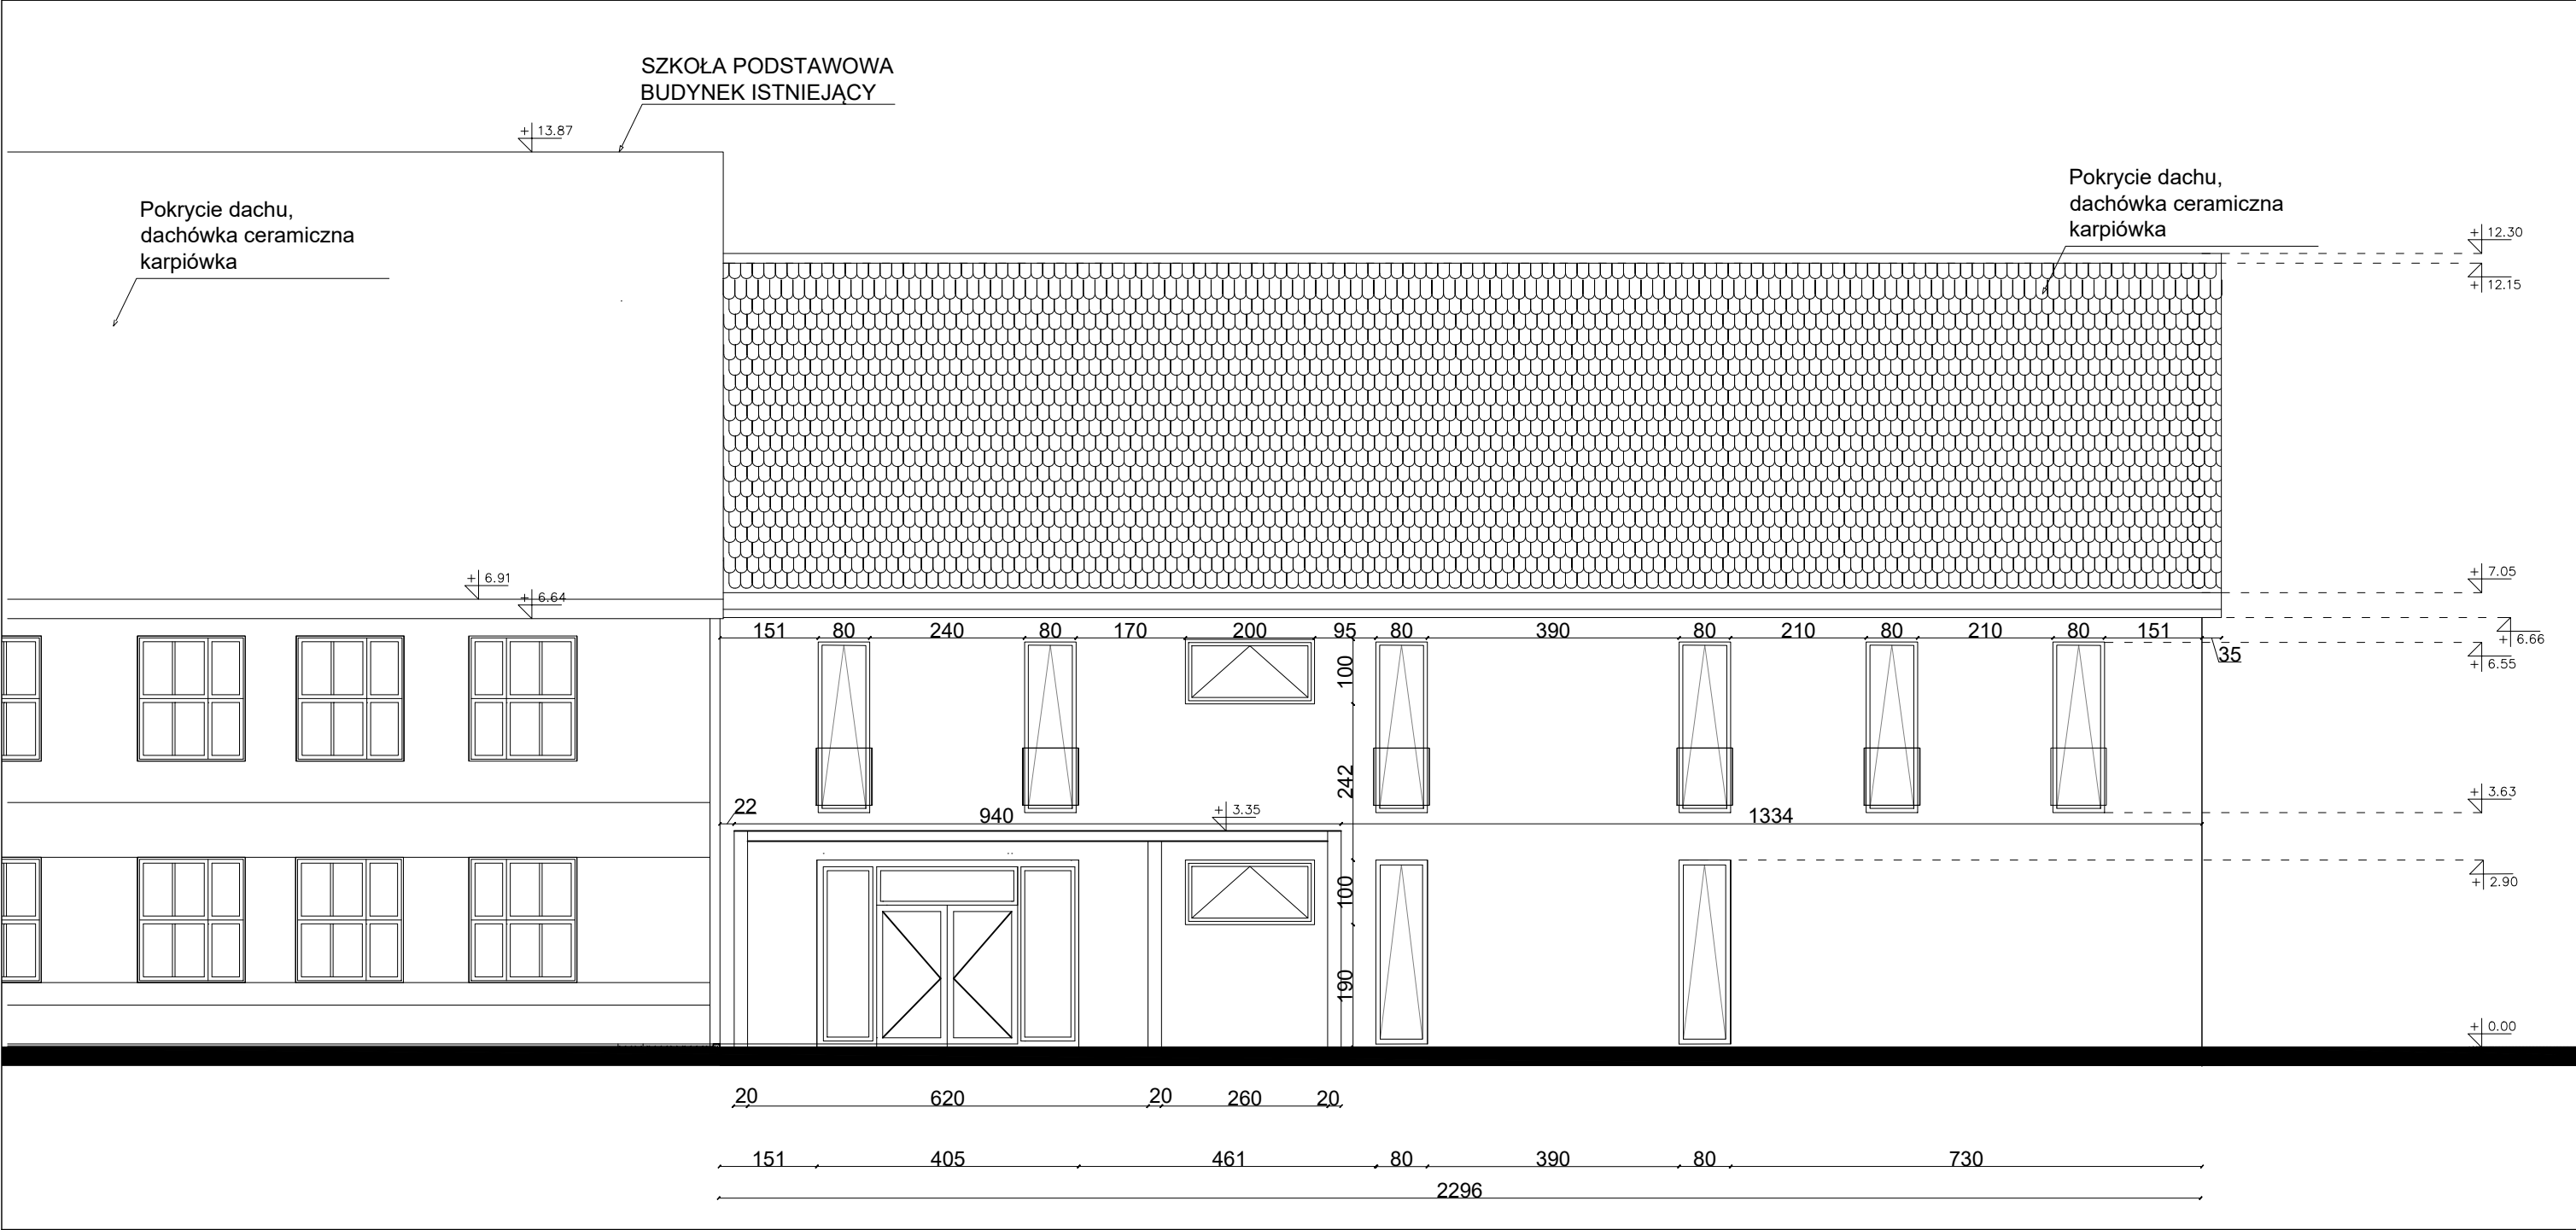 SZKOŁA PODSTAWOWA
BUDYNEK ISTNIEJĄCY
+ 13.87
Pokrycie dachu,
dachówka ceramiczna
karpiówka
Pokrycie dachu,
dachówka ceramiczna
karpiówka
+ 12.30
+ 12.15
+ 6.91
+ 6.64
+ 7.05
151 80 240 80 170 200 95 80 390 80 210 80 210 80 151
+ 6.66
35
+ 6.55
100
242
+ 3.63
22
940
+ 3.35
1334
100
+ 2.90
190
+ 0.00
20 620 20 260 20
151 405 461 80 390 80 730
2296